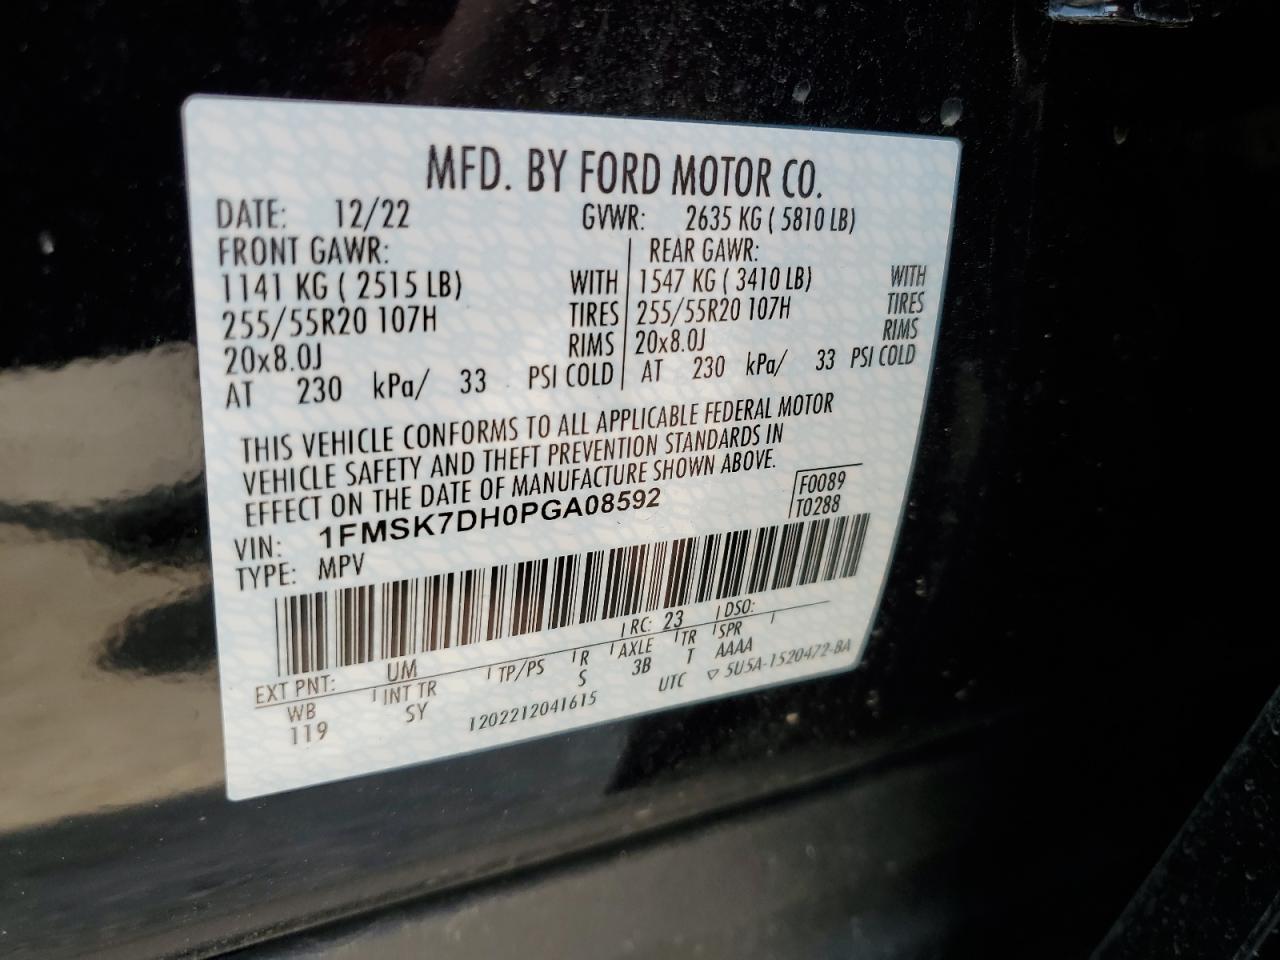 MFD. BY FORD MOTOR CO.
DATE: 12/22 GVWR: 2635 KG ( 5810 LB)
FRONT GAWR: REAR GAWR:
1141 KG ( 2515 LB) WITH 1547 KG ( 3410 LB) WITH
255/55R20 107H TIRES 255/55R20 107H TIRES
20x8.0J RIMS 20x8.0J RIMS
AT 230 kPa/ 33 PSI COLD AT 230 kPa/ 33 PSI COLD
THIS VEHICLE CONFORMS TO ALL APPLICABLE FEDERAL MOTOR
VEHICLE SAFETY AND THEFT PREVENTION STANDARDS IN
EFFECT ON THE DATE OF MANUFACTURE SHOWN ABOVE.
F0089
T0288
VIN: 1FMSK7DH0PGA08592
TYPE: MPV
EXT PNT: UM RC: 23 DSO:
WB INT TR TP/PS R AXLE TR SPR
119 SY S 3B T AAAA
1202212041615 UTC ▽ 5U5A-1520472-BA